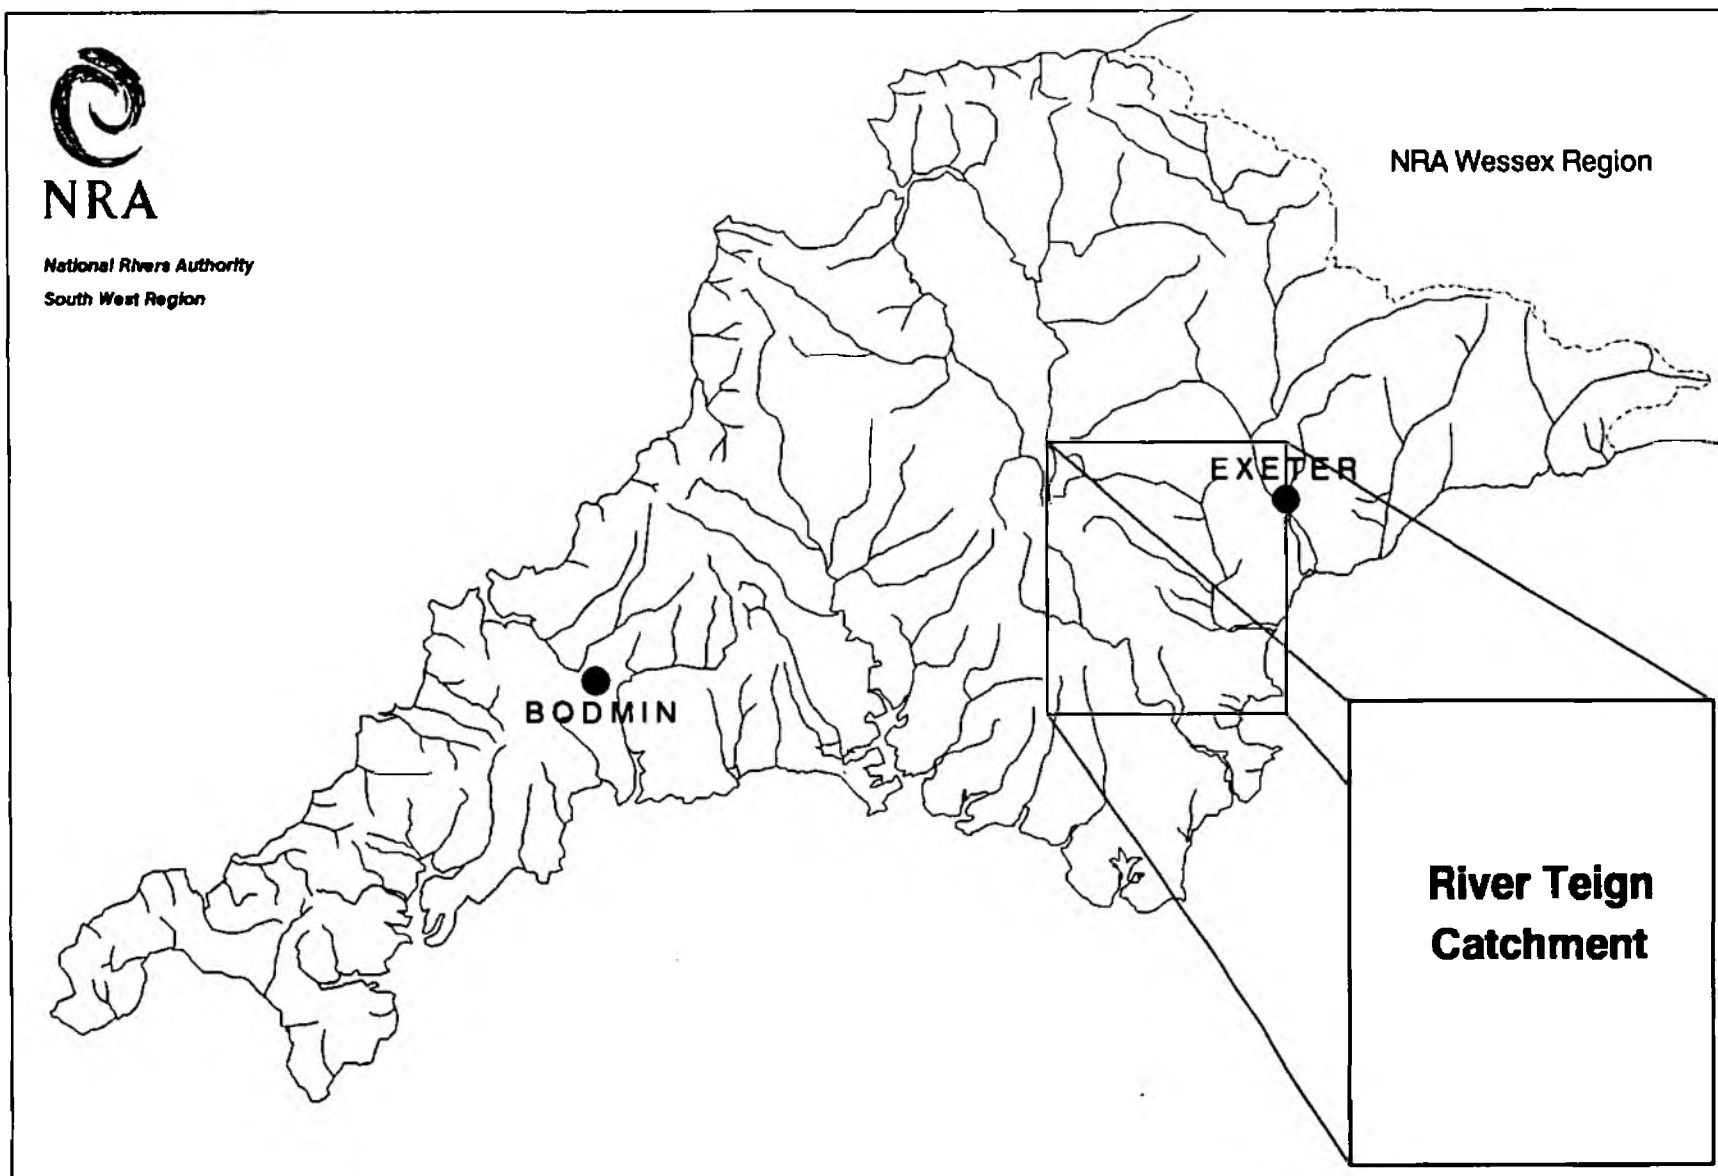 NRA
National Rivers Authority
South West Region
NRA Wessex Region
EXETER
BODMIN
River Teign
Catchment